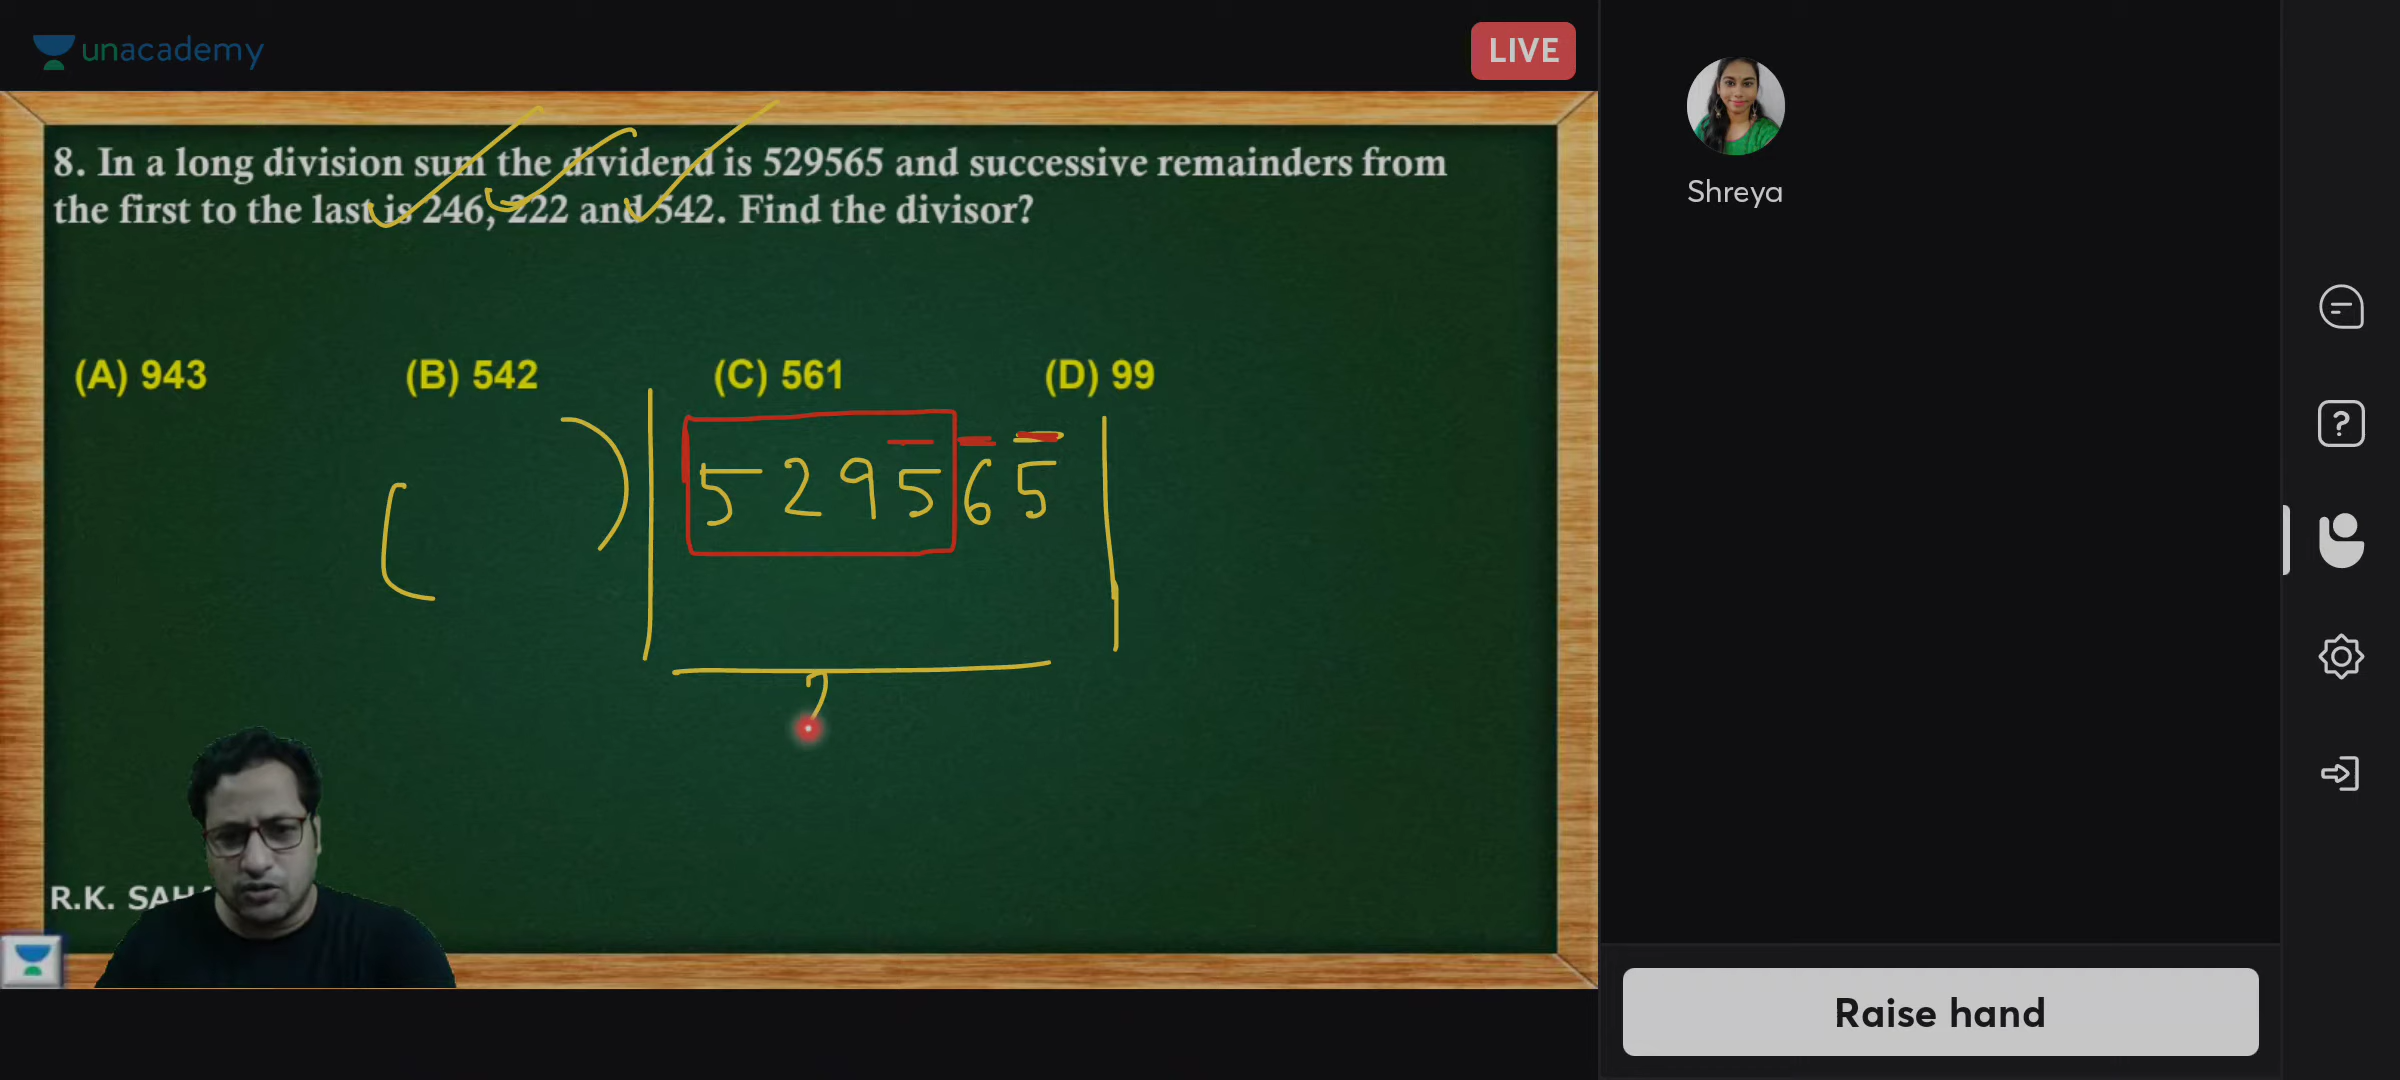 unacademy
LIVE
8. In a long division sum the dividend is 529565 and successive remainders from
the first to the last is 246, 222 and 542. Find the divisor?
(A) 943 (B) 542 (C) 561 (D) 99
529565
?
R.K. SAHA
Shreya
?
Raise hand